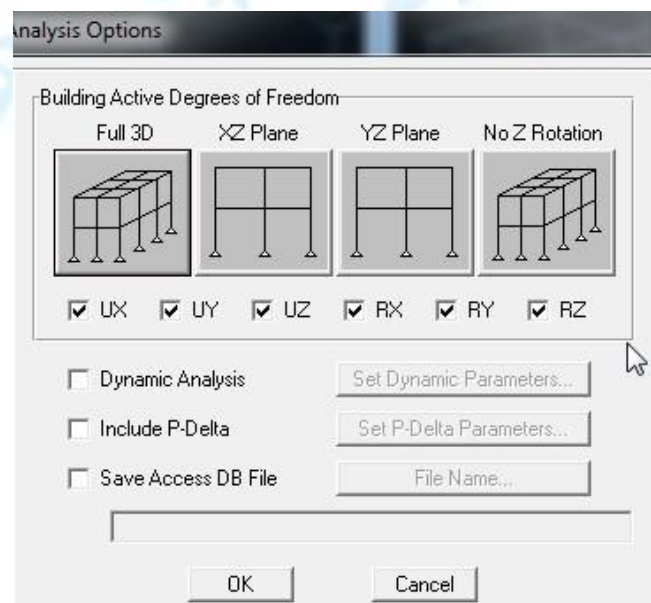 Analysis Options
Building Active Degrees of Freedom
Full 3D XZ Plane YZ Plane No Z Rotation
UX UY UZ RX RY RZ
Dynamic Analysis Set Dynamic Parameters...
Include P-Delta Set P-Delta Parameters...
Save Access DB File File Name...
OK Cancel